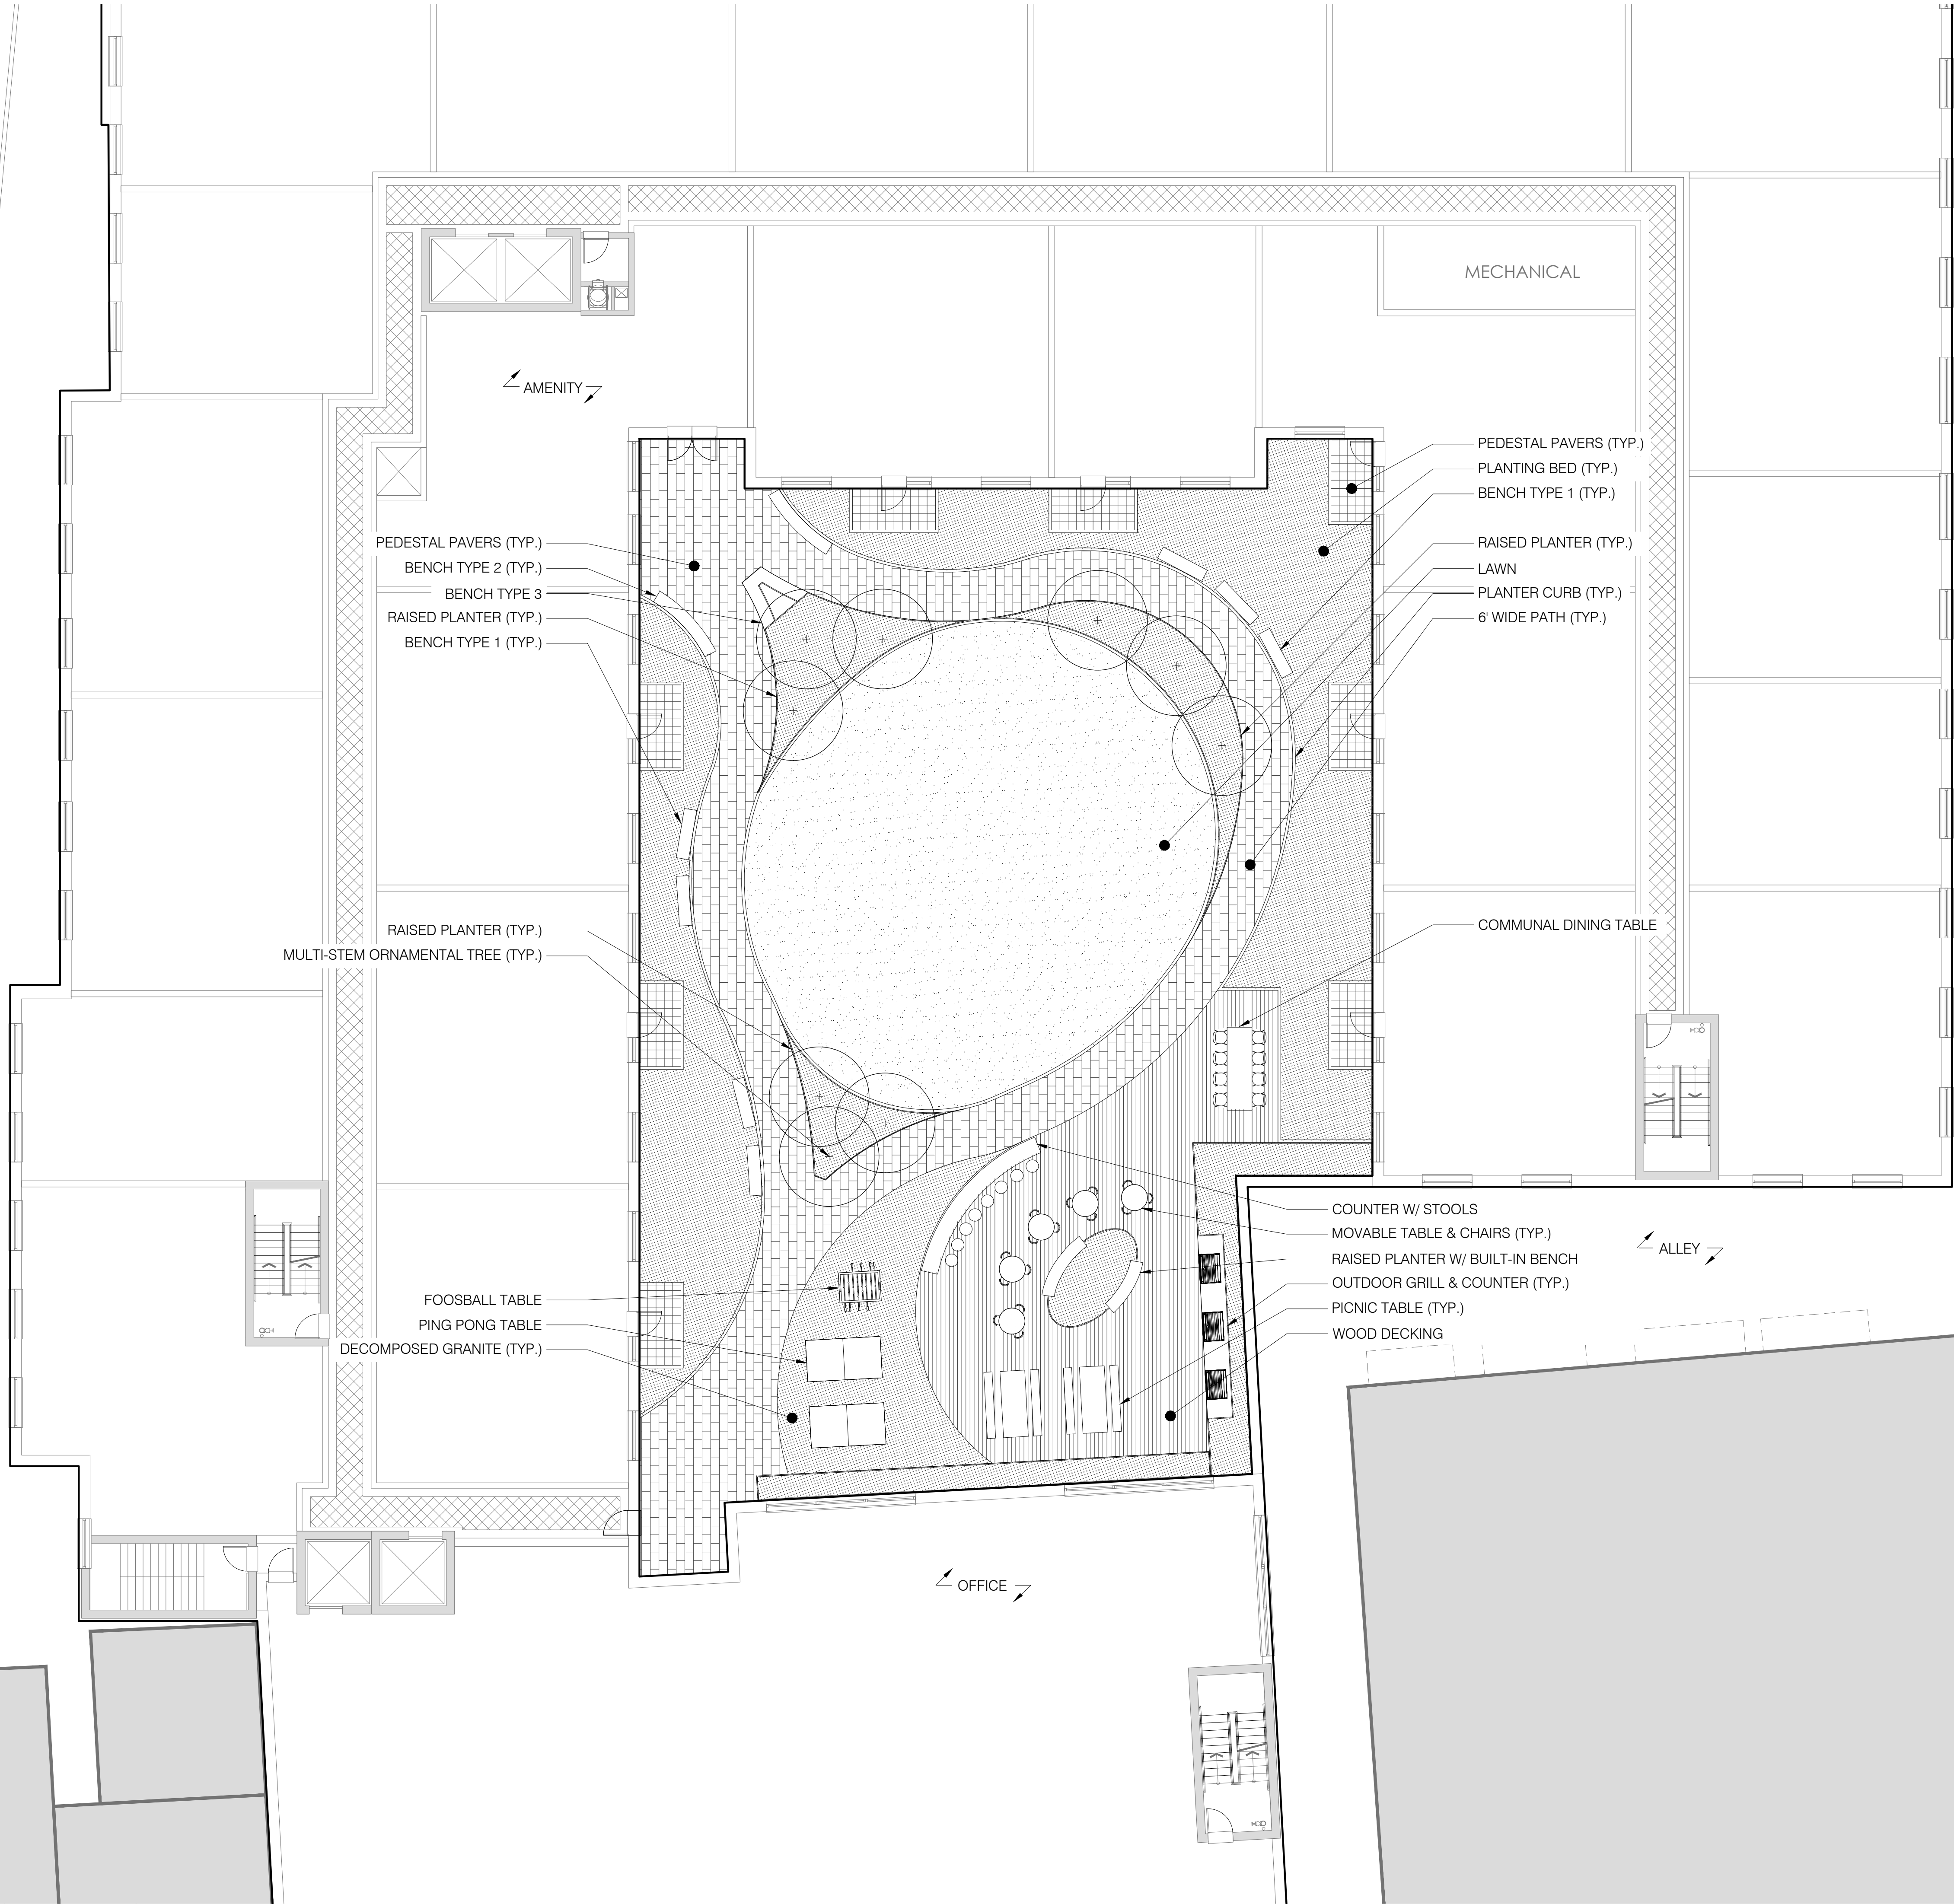 MECHANICAL
AMENITY
PEDESTAL PAVERS (TYP.)
PLANTING BED (TYP.)
BENCH TYPE 1 (TYP.)
RAISED PLANTER (TYP.)
LAWN
PLANTER CURB (TYP.)
6' WIDE PATH (TYP.)
PEDESTAL PAVERS (TYP.)
BENCH TYPE 2 (TYP.)
BENCH TYPE 3
RAISED PLANTER (TYP.)
BENCH TYPE 1 (TYP.)
RAISED PLANTER (TYP.)
MULTI-STEM ORNAMENTAL TREE (TYP.)
COMMUNAL DINING TABLE
COUNTER W/ STOOLS
MOVABLE TABLE & CHAIRS (TYP.)
RAISED PLANTER W/ BUILT-IN BENCH
OUTDOOR GRILL & COUNTER (TYP.)
PICNIC TABLE (TYP.)
WOOD DECKING
ALLEY
FOOSBALL TABLE
PING PONG TABLE
DECOMPOSED GRANITE (TYP.)
OFFICE